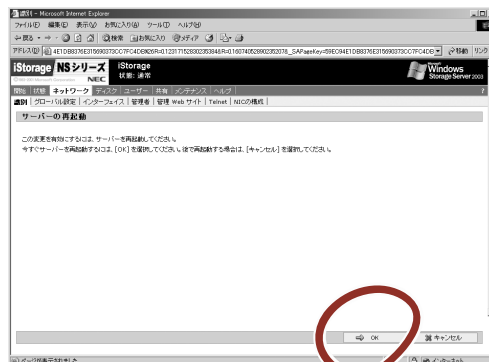 識別 - Microsoft Internet Explorer
ファイル(F) 編集(E) 表示(V) お気に入り(A) ツール(T) ヘルプ(H)
戻る 検索 お気に入り メディア
アドレス(D) 移動 リンク
iStorage NSシリーズ iStorage
NEC 状態: 通常
Windows
Storage Server 2003
開始 | 状態 | ネットワーク | ディスク | ユーザー | 共有 | メンテナンス | ヘルプ | ?
識別 | グローバル設定 | インターフェイス | 管理者 | 管理 Web サイト | Telnet | NICの構成 |
サーバーの再起動
この変更を有効にするには、サーバーを再起動してください。
今すぐサーバーを再起動するには、[OK] を選択してください。後で再起動する場合は、[キャンセル] を選択してください。
OK キャンセル
ページが表示されました インターネット